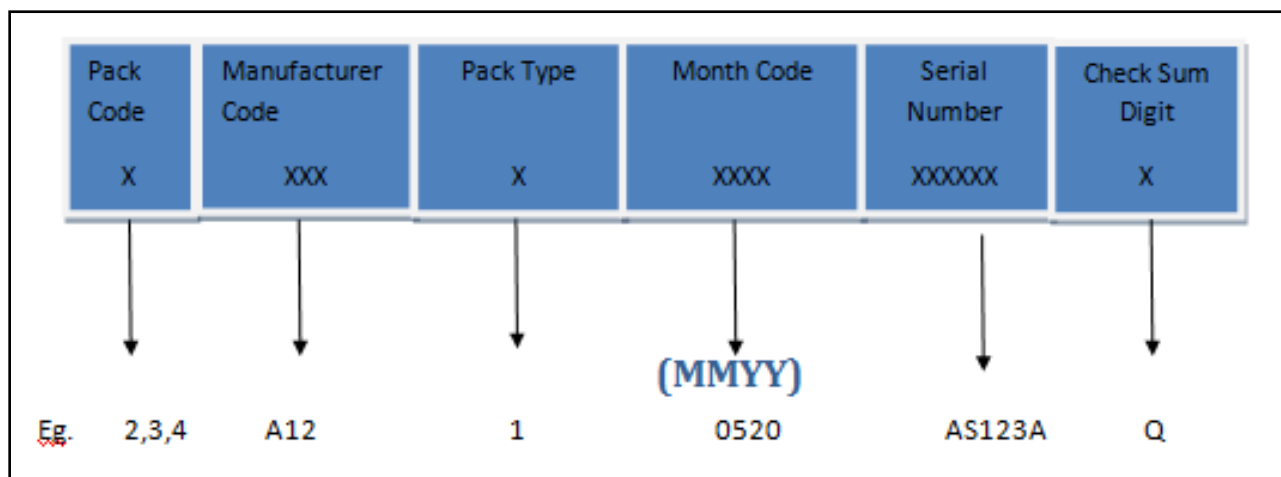 Pack Code
X
Manufacturer Code
XXX
Pack Type
X
Month Code
XXXX
Serial Number
XXXXXX
Check Sum Digit
X
(MMYY)
Eg. 2,3,4 A12 1 0520 AS123A Q